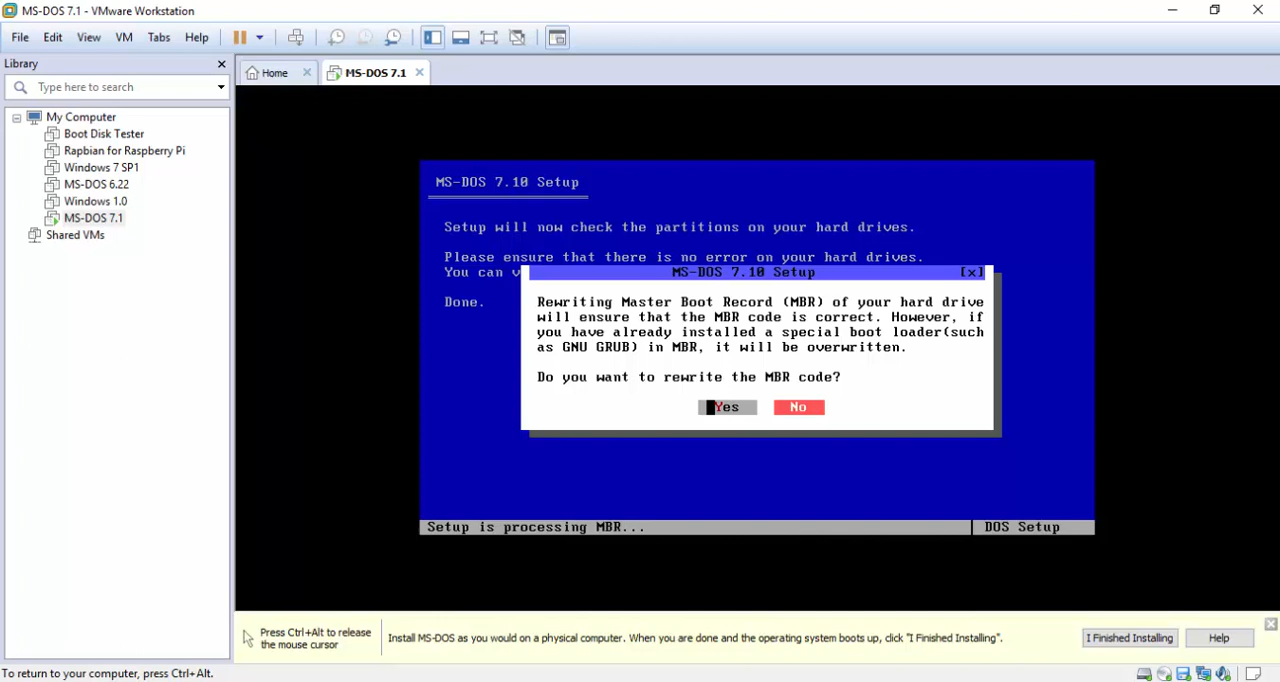 MS-DOS 7.1 - VMware Workstation
File Edit View VM Tabs Help
Library
Type here to search
My Computer
Boot Disk Tester
Rapbian for Raspberry Pi
Windows 7 SP1
MS-DOS 6.22
Windows 1.0
MS-DOS 7.1
Shared VMs
Home
MS-DOS 7.1
MS-DOS 7.10 Setup
Setup will now check the partitions on your hard drives.
Please ensure that there is no error on your hard drives.
You can v
Done.
MS-DOS 7.10 Setup [x]
Rewriting Master Boot Record (MBR) of your hard drive
will ensure that the MBR code is correct. However, if
you have already installed a special boot loader(such
as GNU GRUB) in MBR, it will be overwritten.
Do you want to rewrite the MBR code?
Yes No
Setup is processing MBR... DOS Setup
Press Ctrl+Alt to release
the mouse cursor
Install MS-DOS as you would on a physical computer. When you are done and the operating system boots up, click "I Finished Installing".
I Finished Installing
Help
To return to your computer, press Ctrl+Alt.